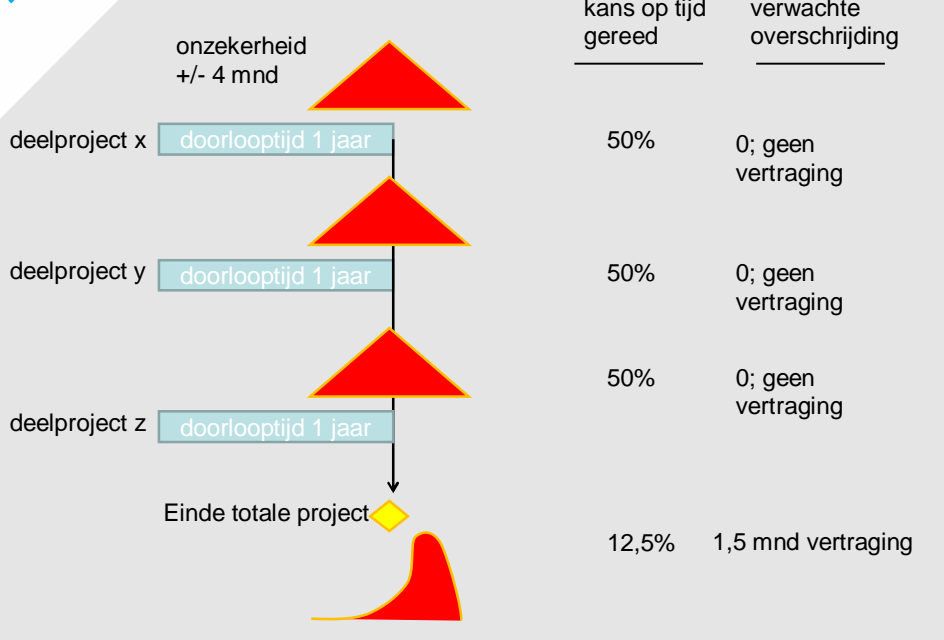 kans op tijd
gereed
verwachte
overschrijding
onzekerheid
+/- 4 mnd
deelproject x
doorlooptijd 1 jaar
50%
0; geen
vertraging
deelproject y
doorlooptijd 1 jaar
50%
0; geen
vertraging
deelproject z
doorlooptijd 1 jaar
50%
0; geen
vertraging
Einde totale project
12,5%
1,5 mnd vertraging